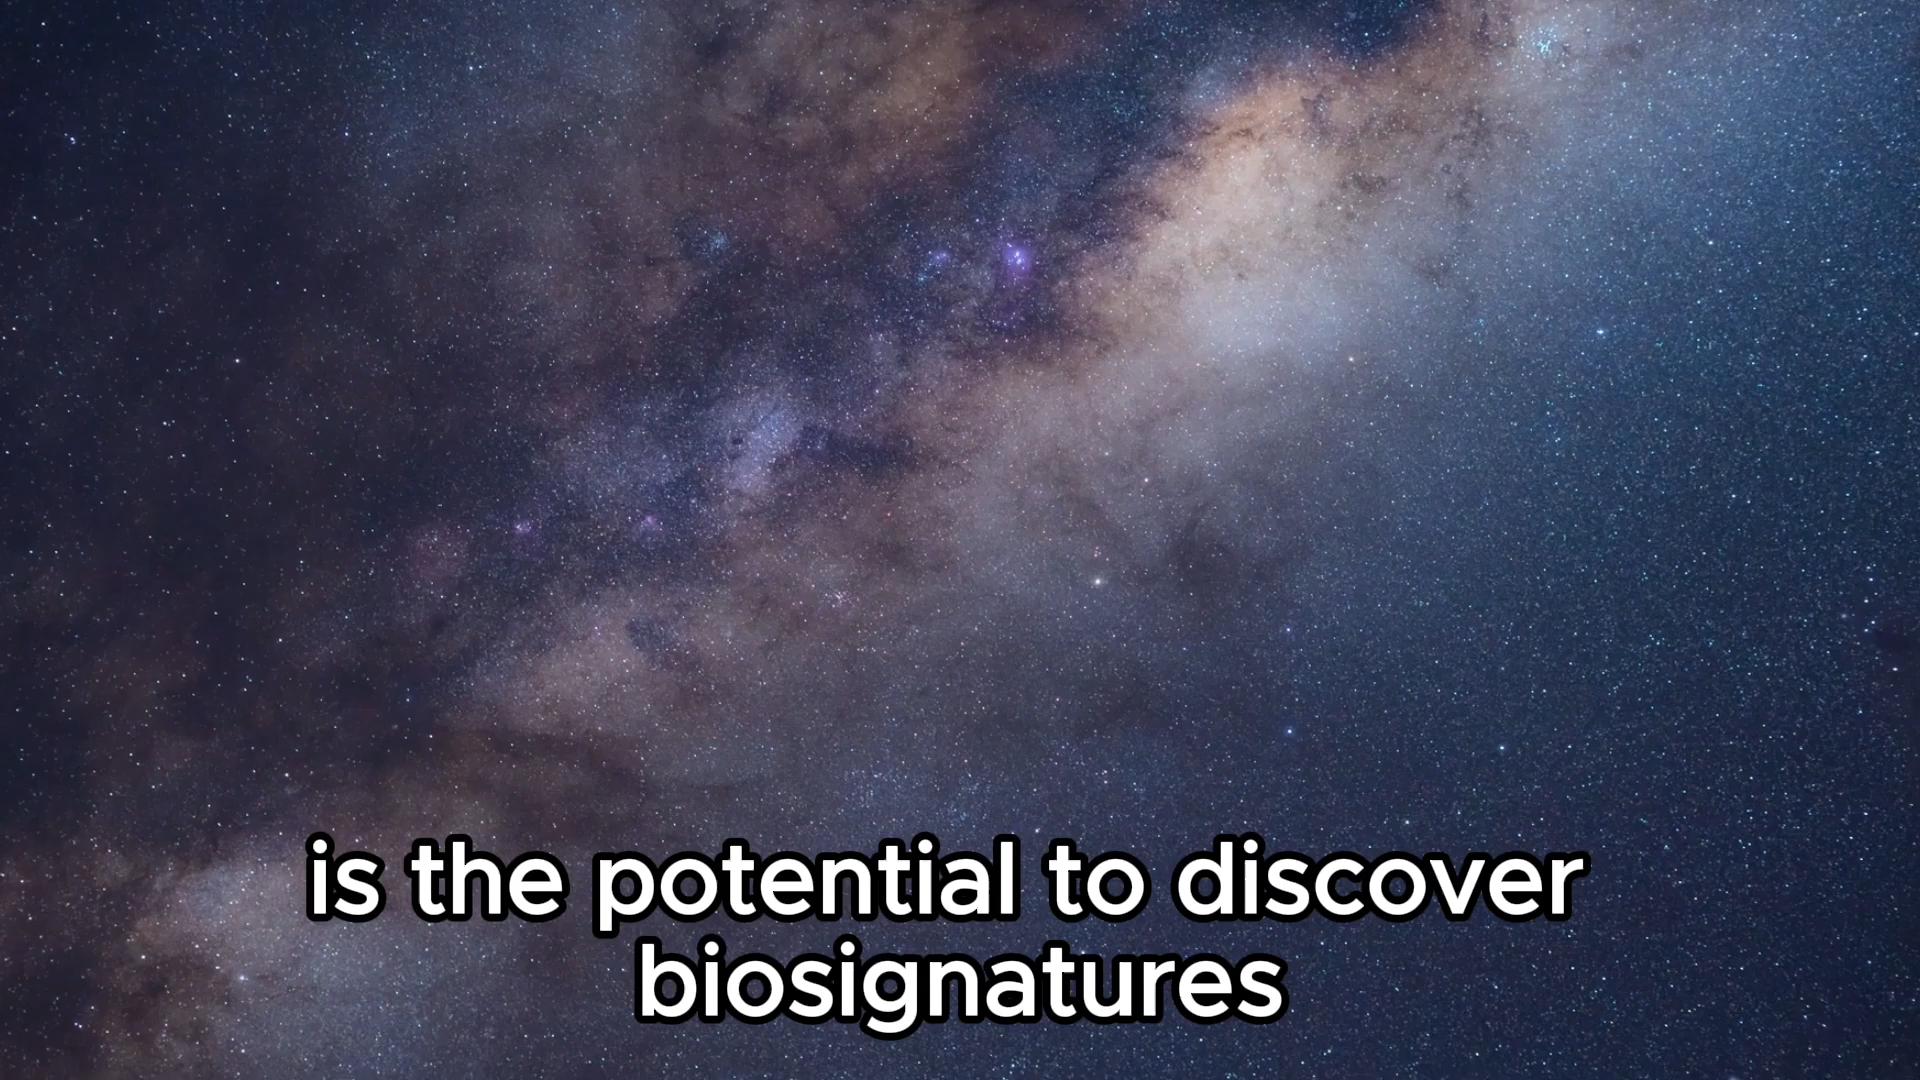 is the potential to discover
biosignatures